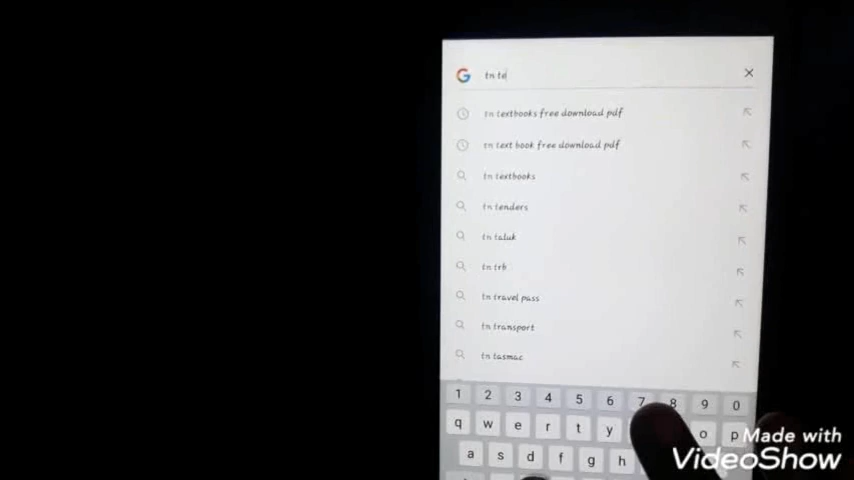 tn te
tn textbooks free download pdf
tn text book free download pdf
tn textbooks
tn tenders
tn taluk
tn trb
tn travel pass
tn transport
tn tasmac
1 2 3 4 5 6 7 8 9 0
q w e r t y o p
a s d f g h
Made with
VideoShow